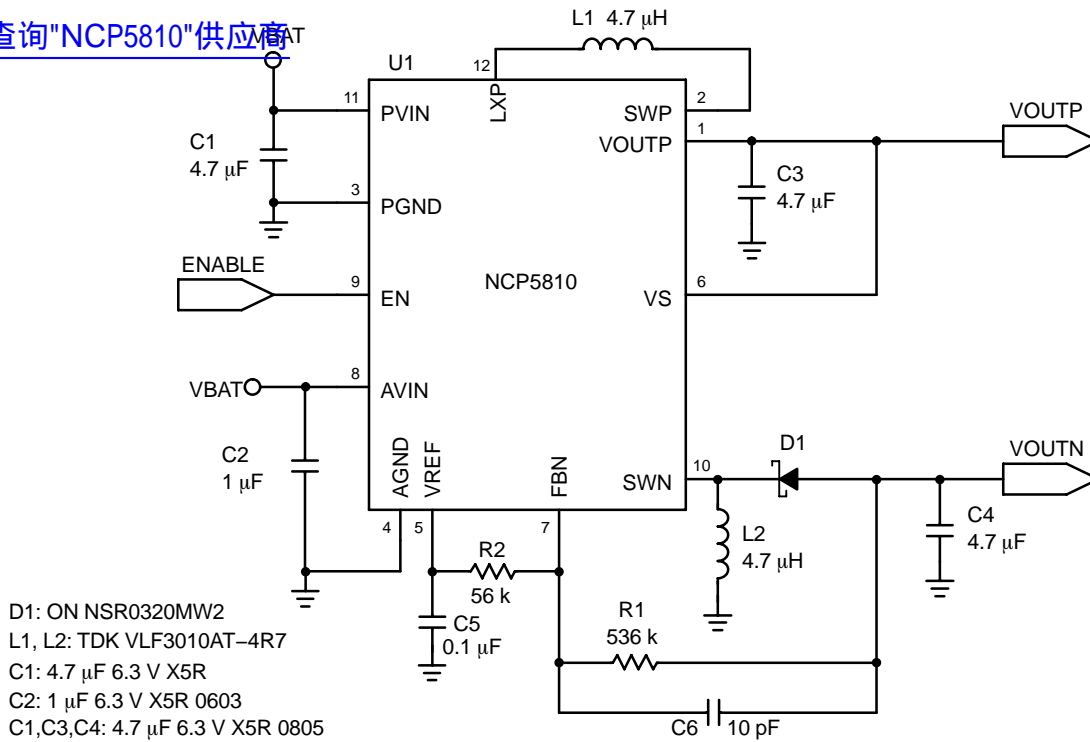 查询"NCP5810"供应商
VBAT
L1 4.7 μH
U1
12
LXP
11
PVIN
SWP
2
VOUTP
1
VOUTP
C1
4.7 μF
C3
4.7 μF
3
PGND
ENABLE
9
EN
NCP5810
VS
6
VBAT
8
AVIN
C2
1 μF
AGND
VREF
FBN
SWN
10
D1
VOUTN
4
5
7
L2
4.7 μH
C4
4.7 μF
R2
56 k
C5
0.1 μF
R1
536 k
C6
10 pF
D1: ON NSR0320MW2
L1, L2: TDK VLF3010AT−4R7
C1: 4.7 μF 6.3 V X5R
C2: 1 μF 6.3 V X5R 0603
C1,C3,C4: 4.7 μF 6.3 V X5R 0805